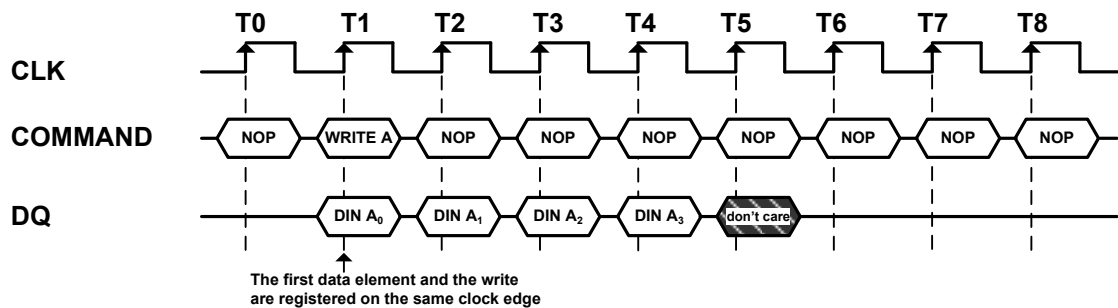 T0 T1 T2 T3 T4 T5 T6 T7 T8
CLK
COMMAND NOP WRITE A NOP NOP NOP NOP NOP NOP NOP
DQ DIN A0 DIN A1 DIN A2 DIN A3 don't care
The first data element and the write
are registered on the same clock edge